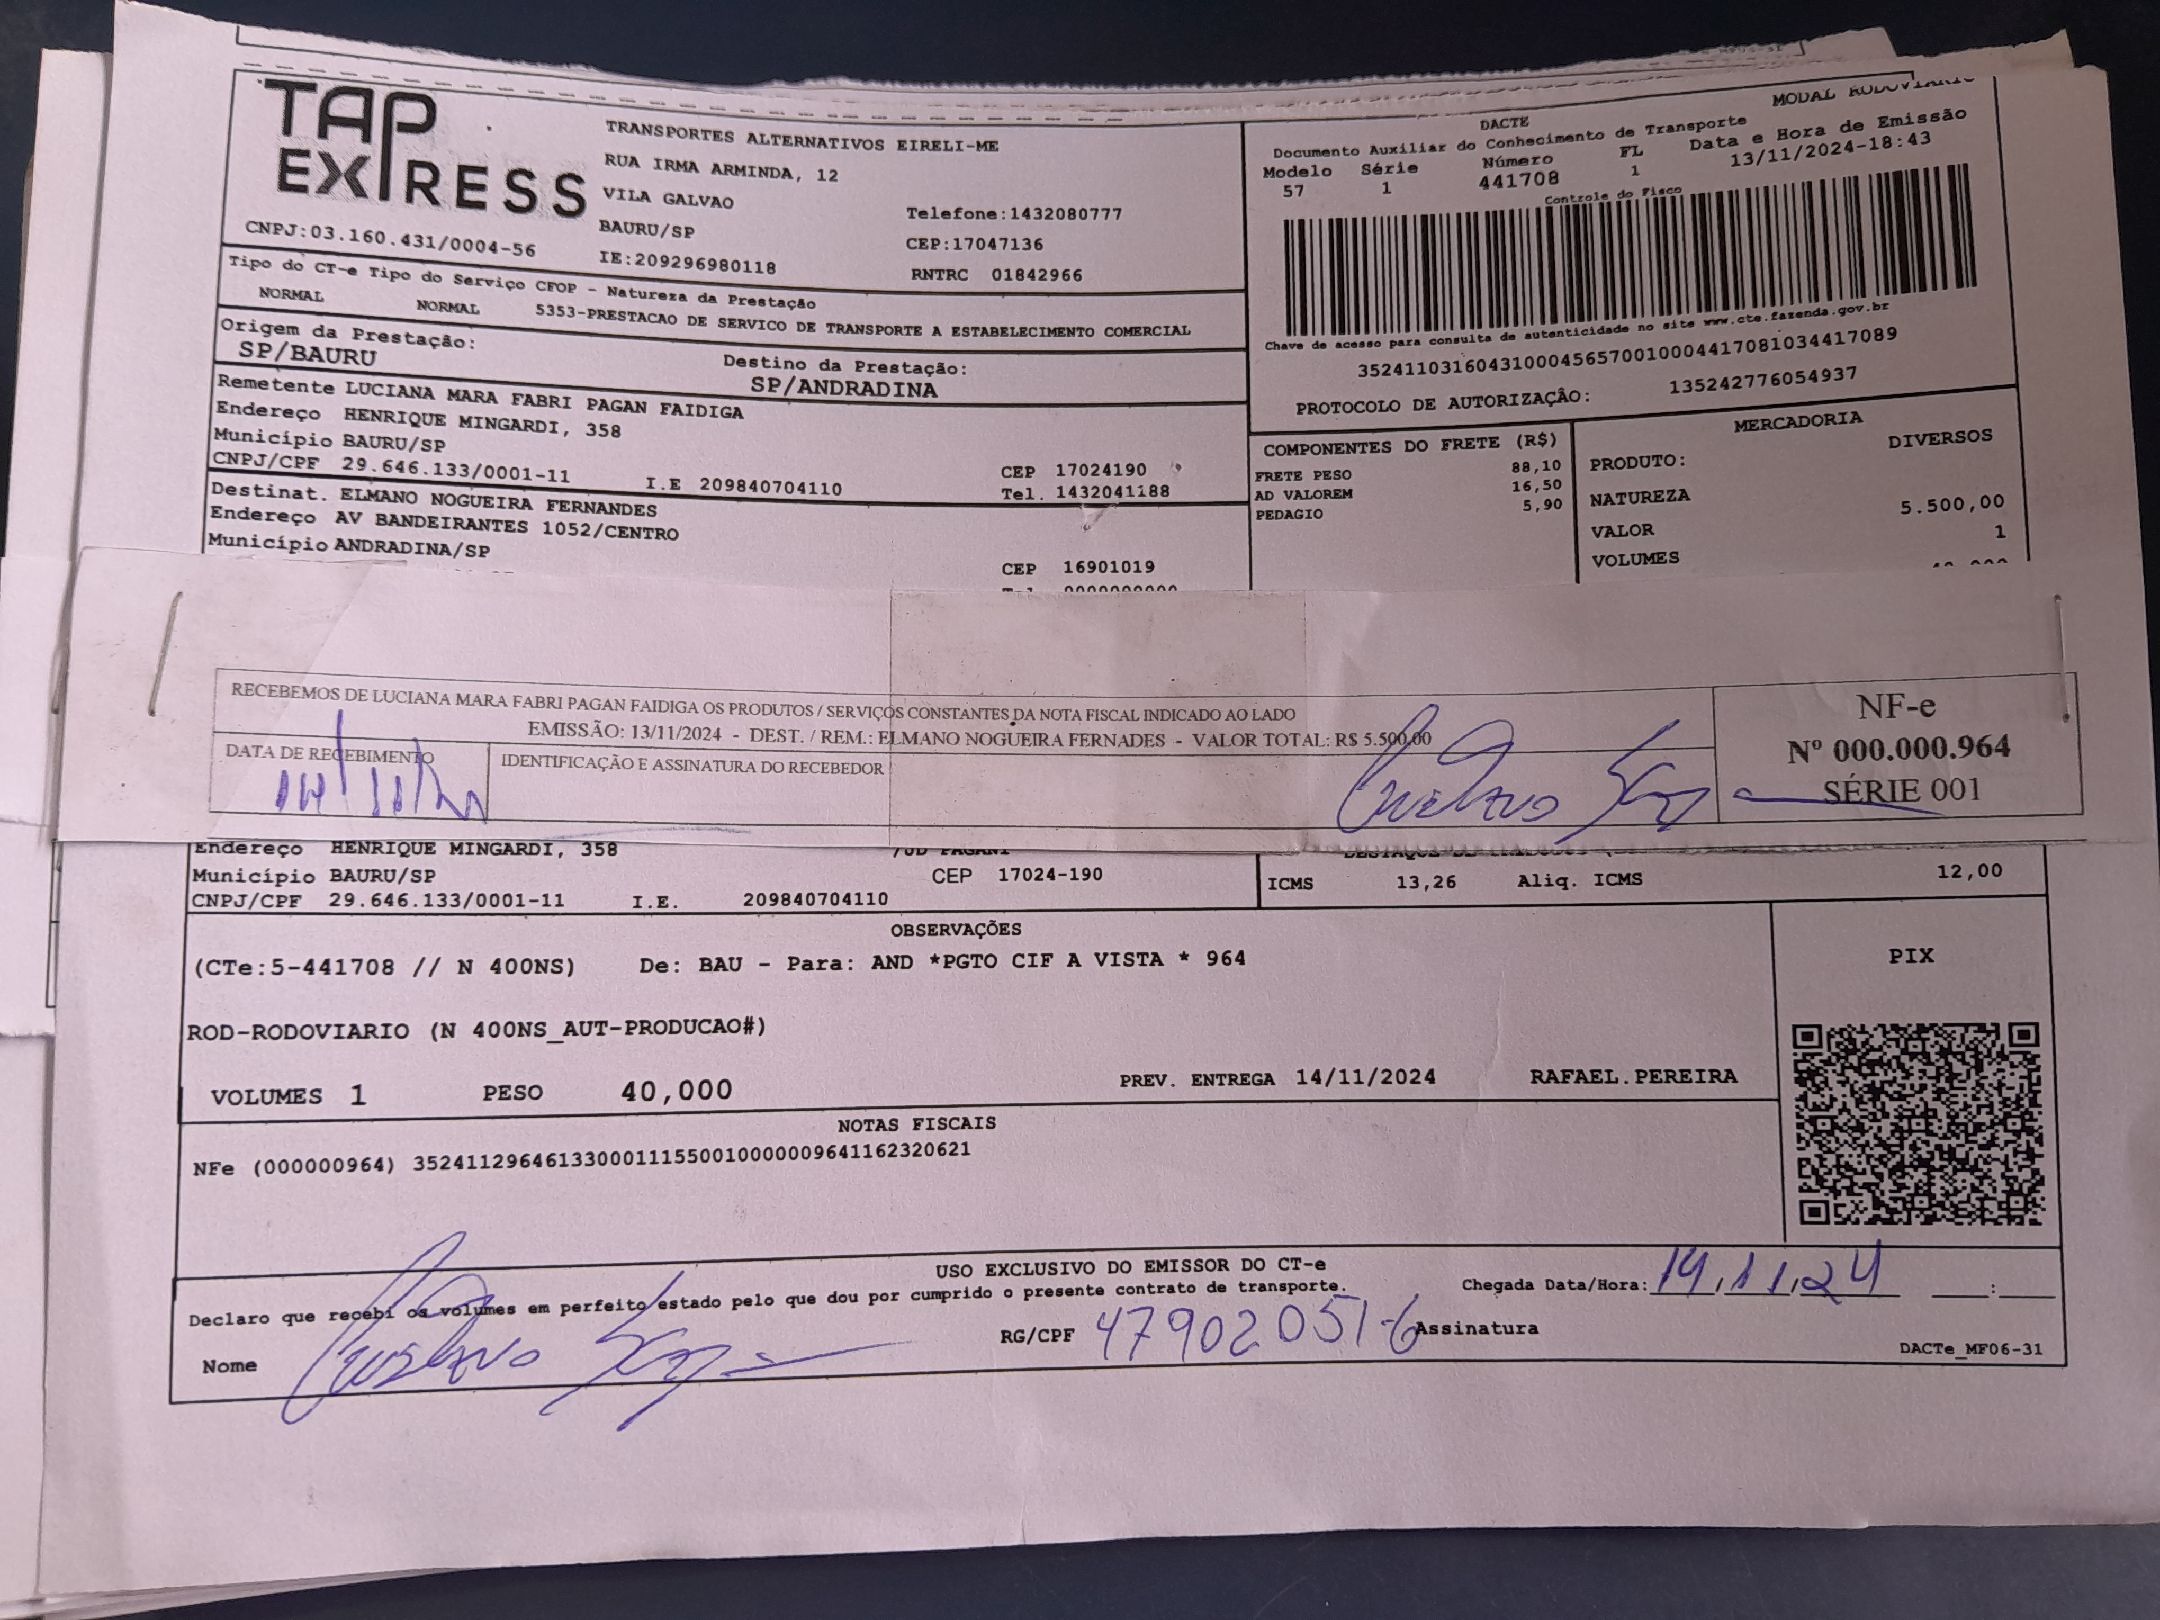 TAP
EXPRESS
TRANSPORTES ALTERNATIVOS EIRELI-ME
RUA IRMA ARMINDA, 12
VILA GALVAO
BAURU/SP
IE:209296980118
Telefone:1432080777
CEP:17047136
RNTRC 01842966
CNPJ:03.160.431/0004-56
MODAL RODOVIARIO
DACTE
Documento Auxiliar do Conhecimento de Transporte
Modelo Série Número FL Data e Hora de Emissão
57 1 441708 1 13/11/2024-18:43
Controle do Fisco
Chave de acesso para consulta de autenticidade no site www.cte.fazenda.gov.br
35241103160431000456570010004417081034417089
PROTOCOLO DE AUTORIZAÇÂO: 135242776054937
Tipo do CT-e Tipo do Serviço CFOP - Natureza da Prestação
NORMAL NORMAL 5353-PRESTACAO DE SERVICO DE TRANSPORTE A ESTABELECIMENTO COMERCIAL
Origem da Prestação: Destino da Prestação:
SP/BAURU SP/ANDRADINA
Remetente LUCIANA MARA FABRI PAGAN FAIDIGA
Endereço HENRIQUE MINGARDI, 358
Município BAURU/SP CEP 17024190
CNPJ/CPF 29.646.133/0001-11 I.E 209840704110 Tel. 1432041188
Destinat. ELMANO NOGUEIRA FERNANDES
Endereço AV BANDEIRANTES 1052/CENTRO
Município ANDRADINA/SP CEP 16901019
COMPONENTES DO FRETE (R$)
FRETE PESO 88,10
AD VALOREM 16,50
PEDAGIO 5,90
MERCADORIA
PRODUTO: DIVERSOS
NATUREZA
VALOR 5.500,00
VOLUMES 1
RECEBEMOS DE LUCIANA MARA FABRI PAGAN FAIDIGA OS PRODUTOS / SERVIÇOS CONSTANTES DA NOTA FISCAL INDICADO AO LADO
EMISSÃO: 13/11/2024 - DEST. / REM.: ELMANO NOGUEIRA FERNADES - VALOR TOTAL: R$ 5.500,00
DATA DE RECEBIMENTO
14/11/24
IDENTIFICAÇÃO E ASSINATURA DO RECEBEDOR
Gustavo
NF-e
Nº 000.000.964
SÉRIE 001
Endereço HENRIQUE MINGARDI, 358
Município BAURU/SP CEP 17024-190
CNPJ/CPF 29.646.133/0001-11 I.E. 209840704110
ICMS 13,26 Aliq. ICMS 12,00
OBSERVAÇÕES
(CTe:5-441708 // N 400NS) De: BAU - Para: AND *PGTO CIF A VISTA * 964
ROD-RODOVIARIO (N 400NS_AUT-PRODUCAO#)
VOLUMES 1 PESO 40,000 PREV. ENTREGA 14/11/2024 RAFAEL.PEREIRA
PIX
NOTAS FISCAIS
NFe (000000964) 35241129646133000111550010000009641162320621
USO EXCLUSIVO DO EMISSOR DO CT-e
Declaro que recebi os volumes em perfeito estado pelo que dou por cumprido o presente contrato de transporte.
Chegada Data/Hora: 14.11.24 :
Nome Gustavo
RG/CPF 47902051-6
Assinatura
DACTe_MF06-31